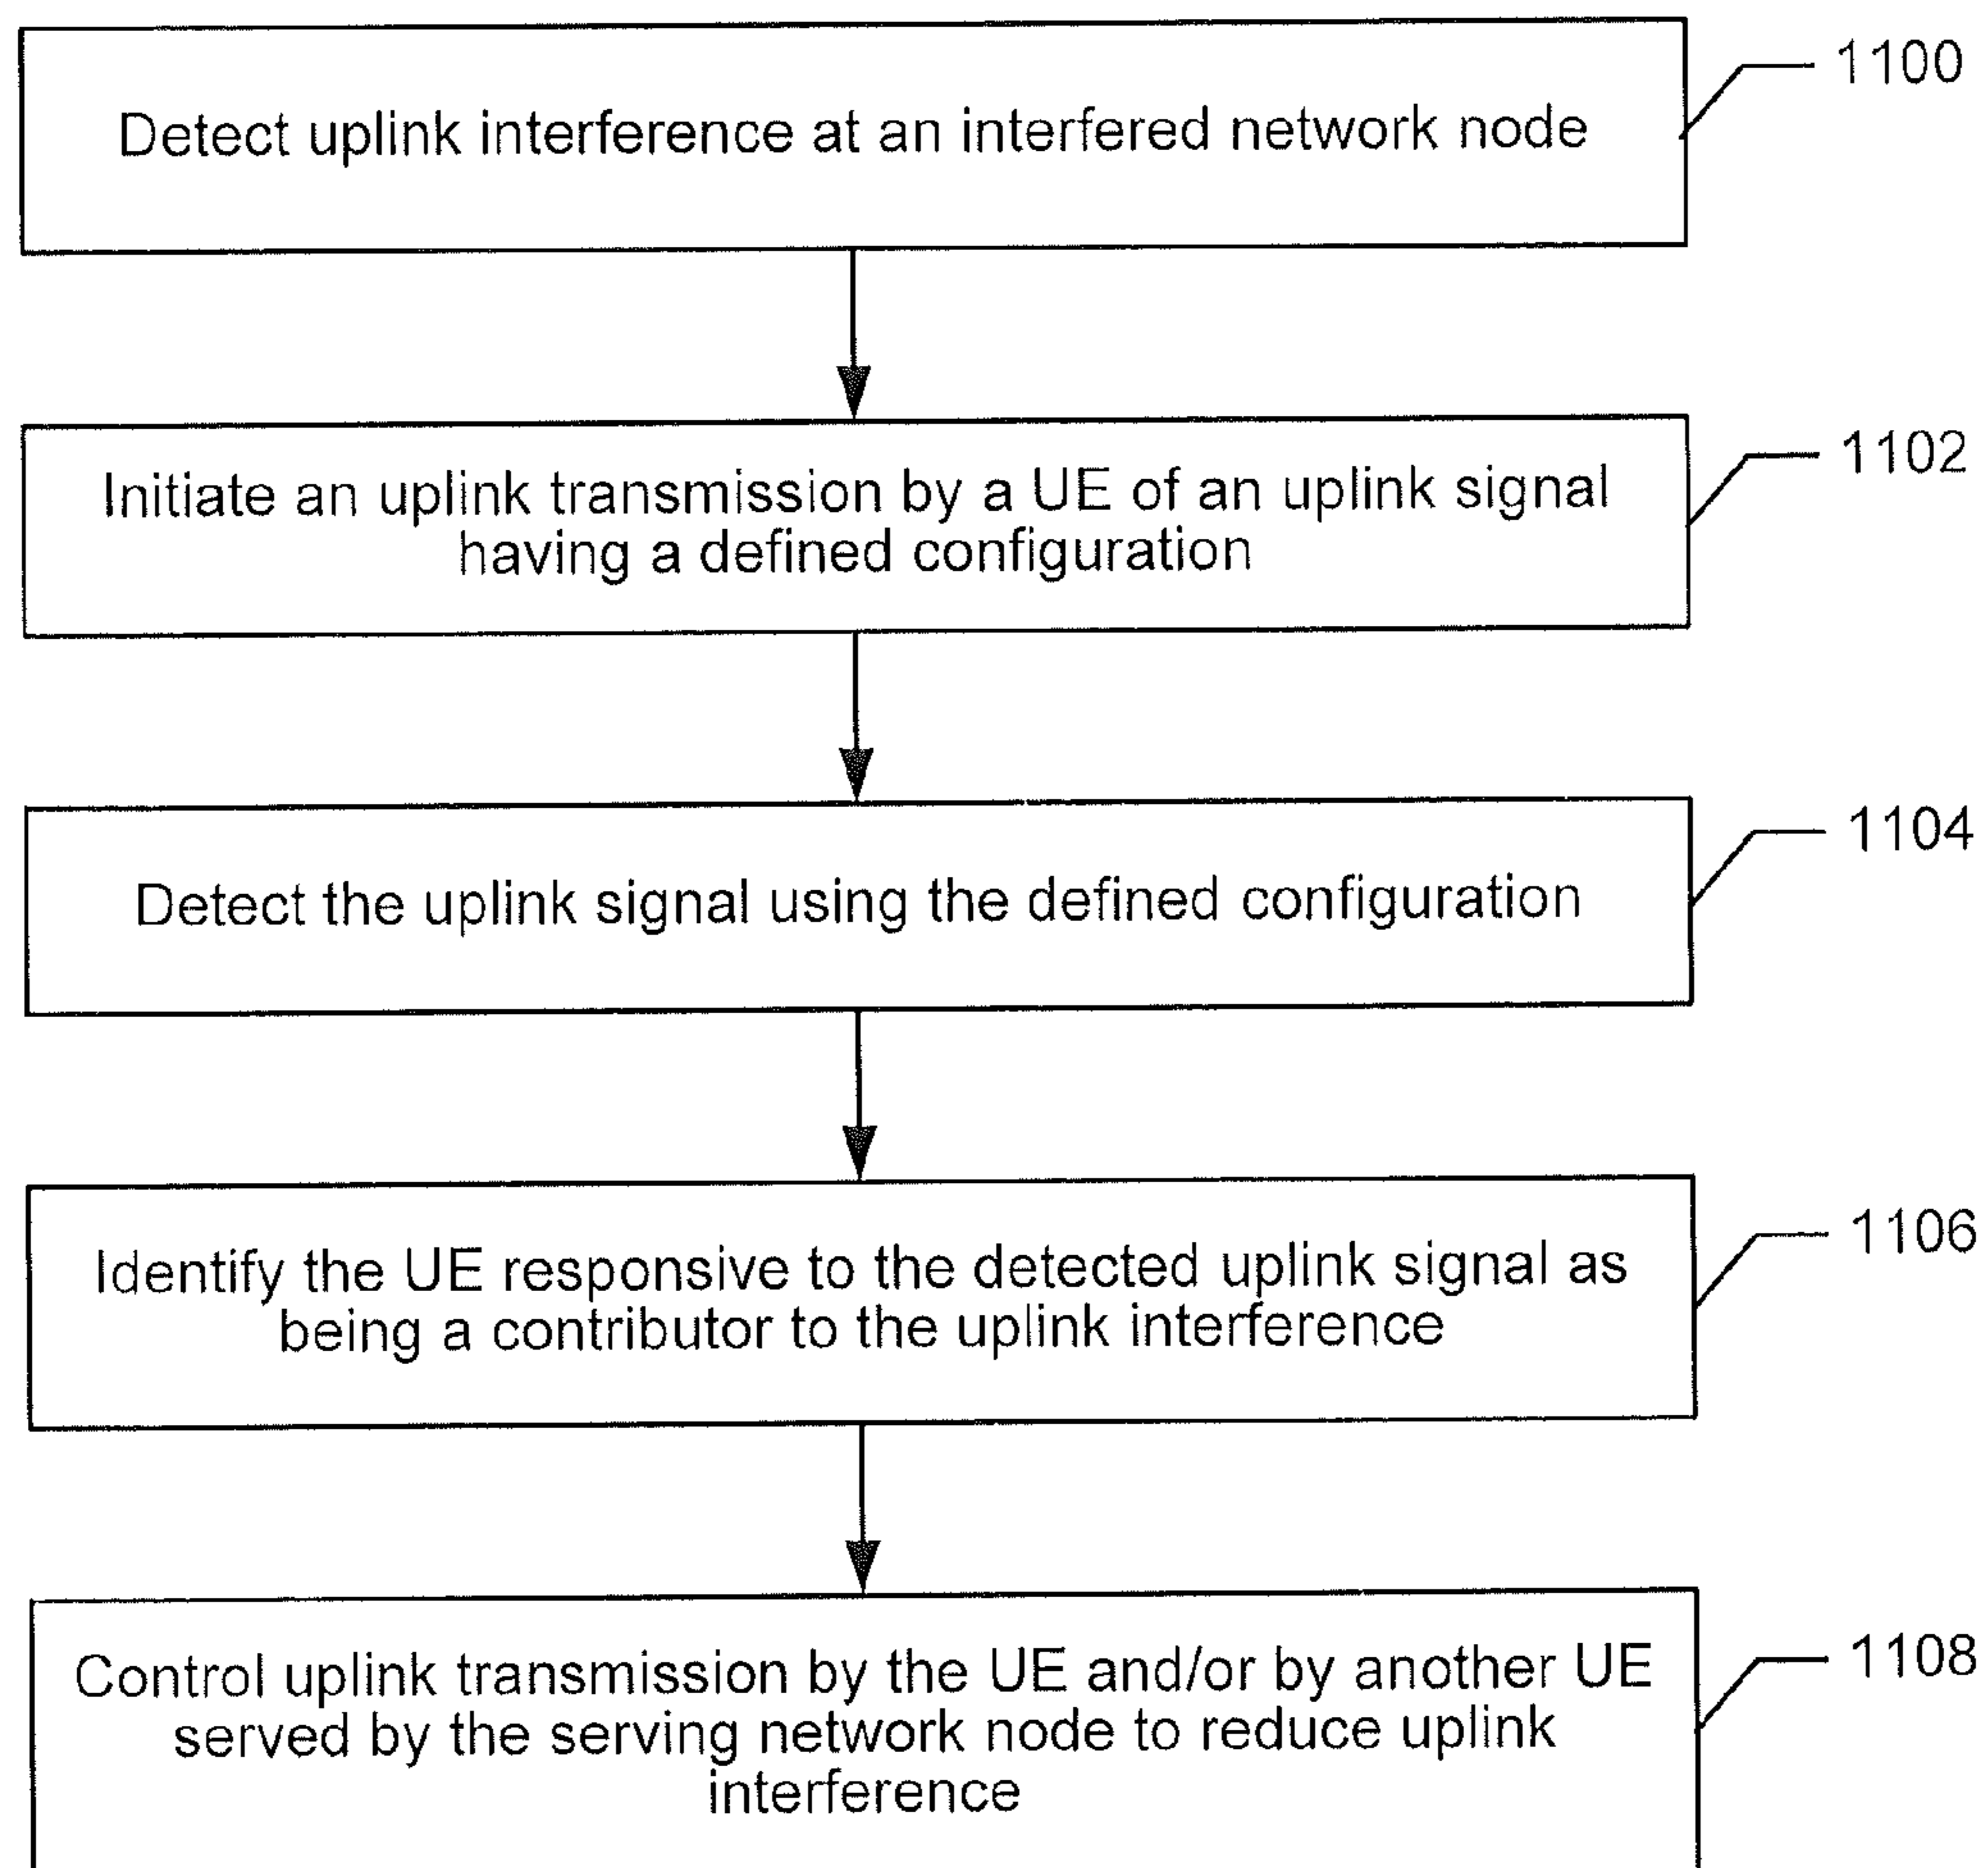 Detect uplink interference at an interfered network node
1100
Initiate an uplink transmission by a UE of an uplink signal
having a defined configuration
1102
Detect the uplink signal using the defined configuration
1104
Identify the UE responsive to the detected uplink signal as
being a contributor to the uplink interference
1106
Control uplink transmission by the UE and/or by another UE
served by the serving network node to reduce uplink
interference
1108